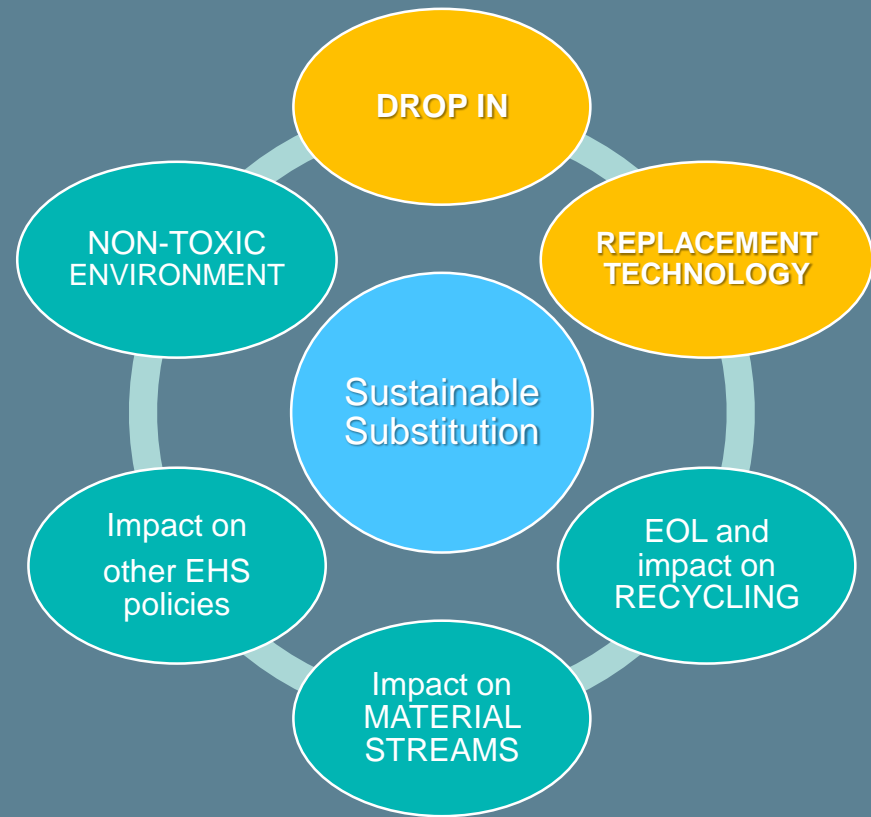 DROP IN
REPLACEMENT
TECHNOLOGY
NON-TOXIC
ENVIRONMENT
Sustainable
Substitution
EOL and
impact on
RECYCLING
Impact on
other EHS
policies
Impact on
MATERIAL
STREAMS